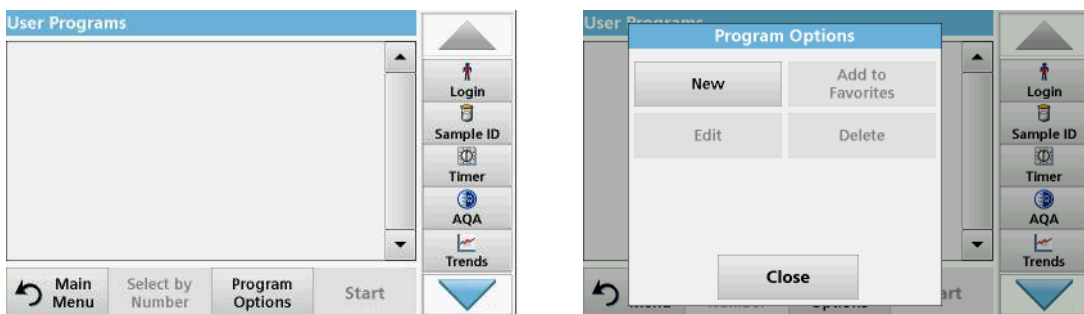 User Programs
Login
Sample ID
Timer
AQA
Trends
Main
Menu
Select by
Number
Program
Options
Start
User Programs
Program Options
New
Add to
Favorites
Edit
Delete
Close
Login
Sample ID
Timer
AQA
Trends